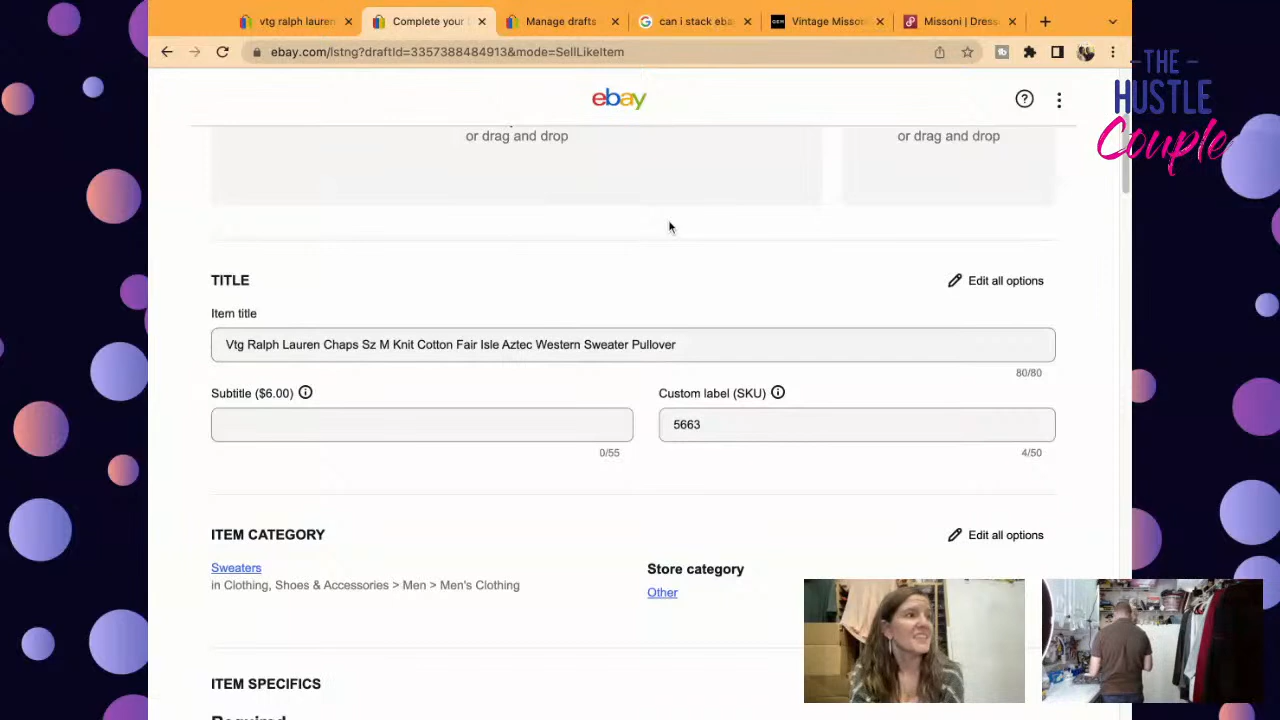 vtg ralph lauren
Complete your
Manage drafts
can i stack eba
Vintage Misson
Missoni | Dress
ebay.com/lstng?draftId=3357388484913&mode=SellLikeItem
- THE -
HUSTLE
Couple
ebay
or drag and drop
or drag and drop
TITLE
Edit all options
Item title
Vtg Ralph Lauren Chaps Sz M Knit Cotton Fair Isle Aztec Western Sweater Pullover
80/80
Subtitle ($6.00)
Custom label (SKU)
5663
0/55
4/50
ITEM CATEGORY
Edit all options
Sweaters
in Clothing, Shoes & Accessories > Men > Men's Clothing
Store category
Other
ITEM SPECIFICS
Required